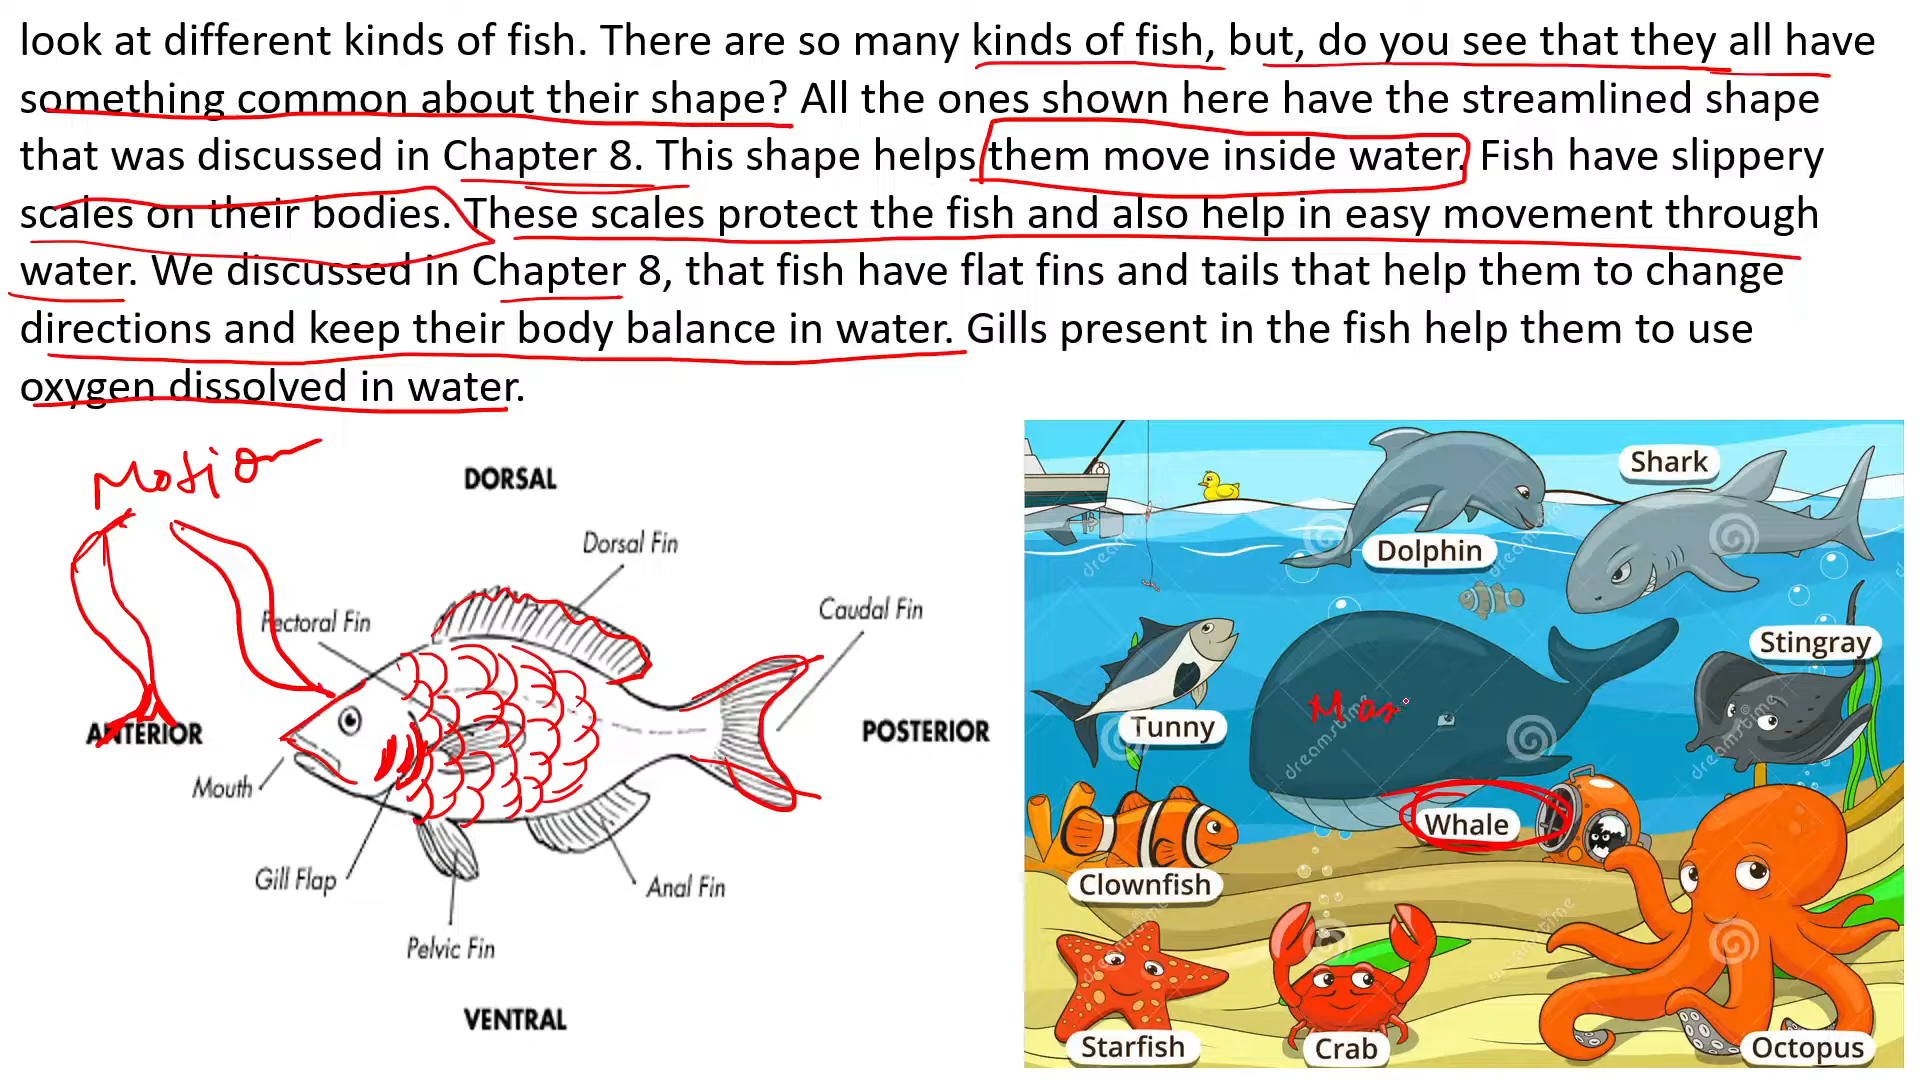 look at different kinds of fish. There are so many kinds of fish, but, do you see that they all have
something common about their shape? All the ones shown here have the streamlined shape
that was discussed in Chapter 8. This shape helps them move inside water. Fish have slippery
scales on their bodies. These scales protect the fish and also help in easy movement through
water. We discussed in Chapter 8, that fish have flat fins and tails that help them to change
directions and keep their body balance in water. Gills present in the fish help them to use
oxygen dissolved in water.
Motion
DORSAL
Dorsal Fin
Pectoral Fin
Caudal Fin
ANTERIOR
POSTERIOR
Mouth
Gill Flap
Anal Fin
Pelvic Fin
VENTRAL
Shark
Dolphin
Stingray
Tunny
Whale
Clownfish
Starfish
Crab
Octopus
dreamstime
dreamstime
dreamstime
dreamstime